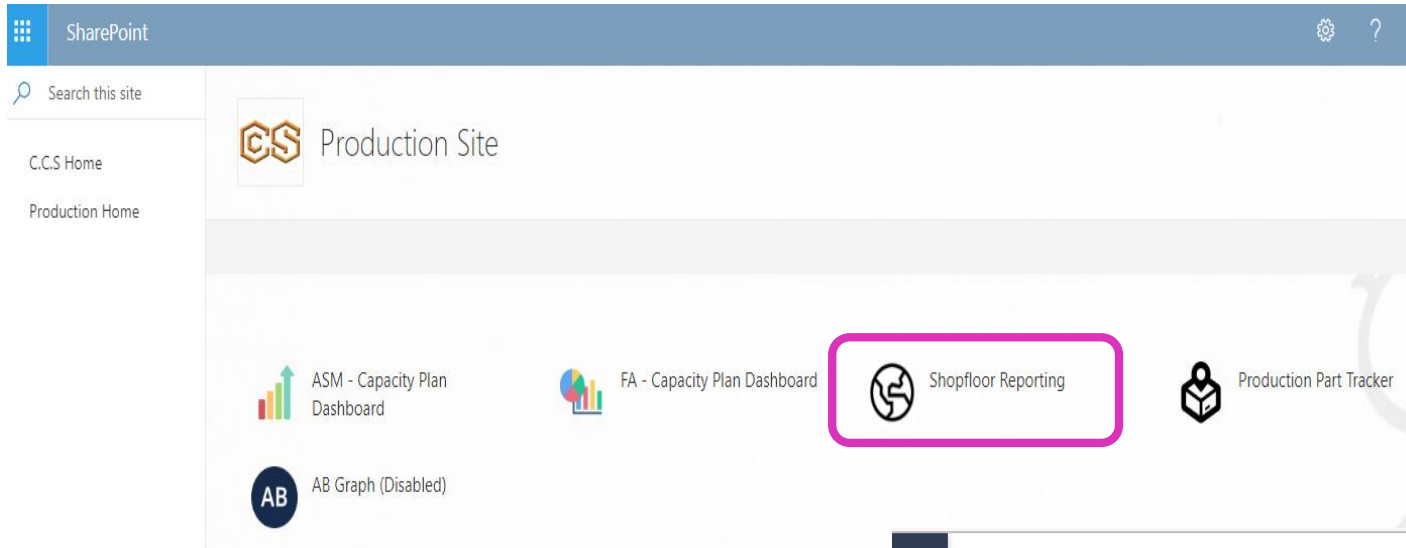 SharePoint
?
Search this site
C.C.S Home
Production Home
CS Production Site
ASM - Capacity Plan
Dashboard
FA - Capacity Plan Dashboard
Shopfloor Reporting
Production Part Tracker
AB
AB Graph (Disabled)